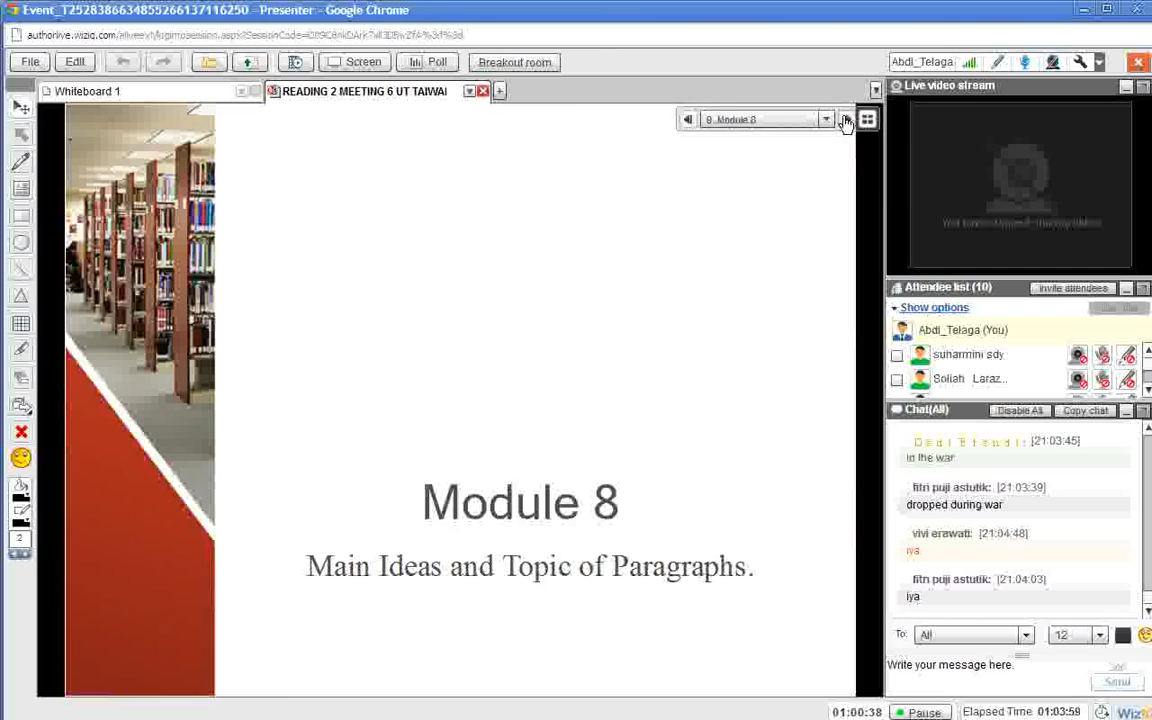 Event_T2528386634855266137116250 - Presenter - Google Chrome
File
Edit
Screen
Poll
Breakout room
Abdi_Telaga
Whiteboard 1
READING 2 MEETING 6 UT TAIWAN
Live video stream
8. Module 8
Attendee list (10)
Invite attendees
Show options
Abdi_Telaga (You)
suharmini sdy
Soliah Laraz...
Chat(All)
Disable All
Copy chat
[21:03:45]
in the war
fitri puji astutik: [21:03:39]
dropped during war
vivi erawati: [21:04:48]
iya
fitri puji astutik: [21:04:03]
iya
Module 8
Main Ideas and Topic of Paragraphs.
To:
All
12
Write your message here.
Send
2
01:00:38
Pause
Elapsed Time
01:03:59